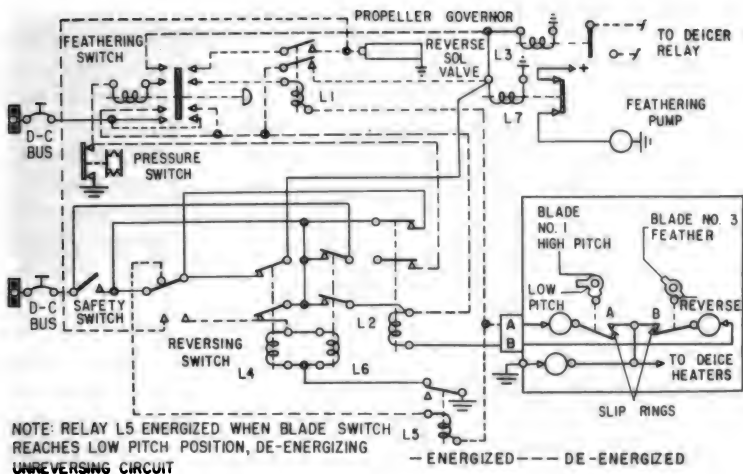 PROPELLER GOVERNOR
FEATHERING
SWITCH
REVERSE
SOL
VALVE
L3
TO DEICER
RELAY
+
L1
L7
FEATHERING
PUMP
D-C
BUS
PRESSURE
SWITCH
BLADE
NO. 1
HIGH PITCH
BLADE NO. 3
FEATHER
LOW
PITCH
A
B
REVERSE
D-C
BUS
SAFETY
SWITCH
L2
A
B
REVERSING
SWITCH
L4
L6
TO DEICE
HEATERS
SLIP RINGS
L5
NOTE: RELAY L5 ENERGIZED WHEN BLADE SWITCH
REACHES LOW PITCH POSITION, DE-ENERGIZING
UNREVERSING CIRCUIT
— ENERGIZED --- DE-ENERGIZED